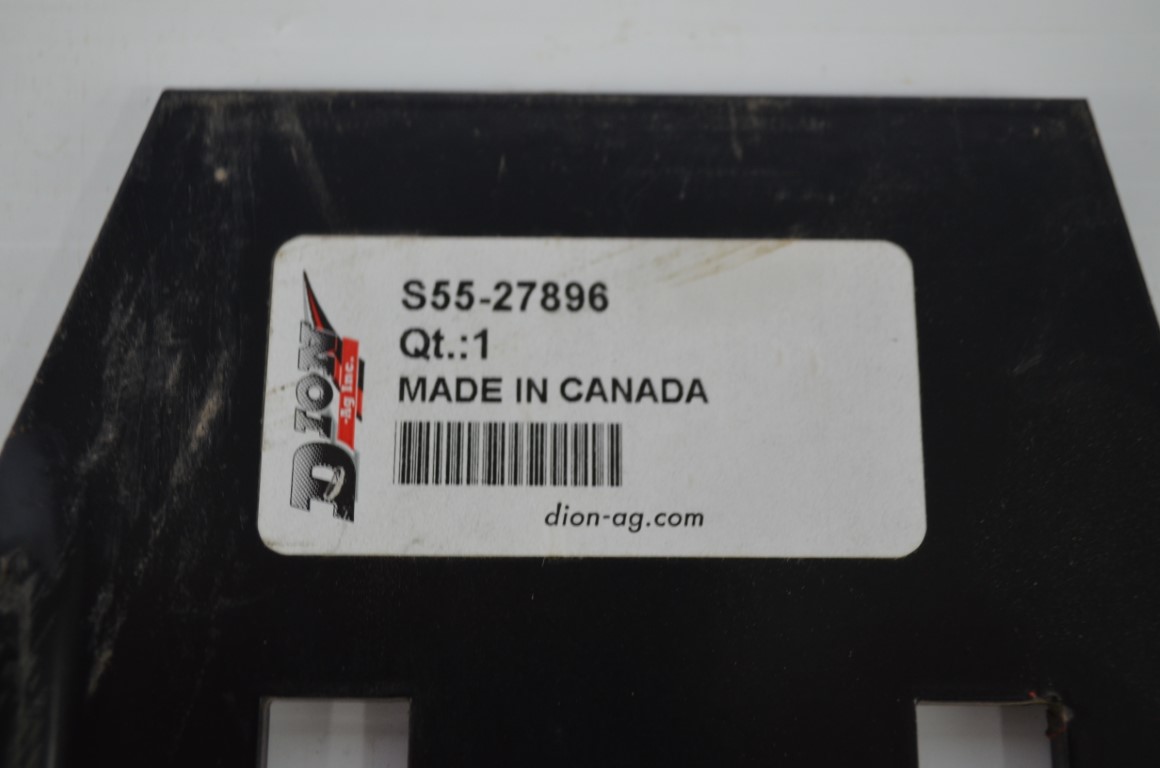 DION
-Ag Inc.
S55-27896
Qt.:1
MADE IN CANADA
dion-ag.com